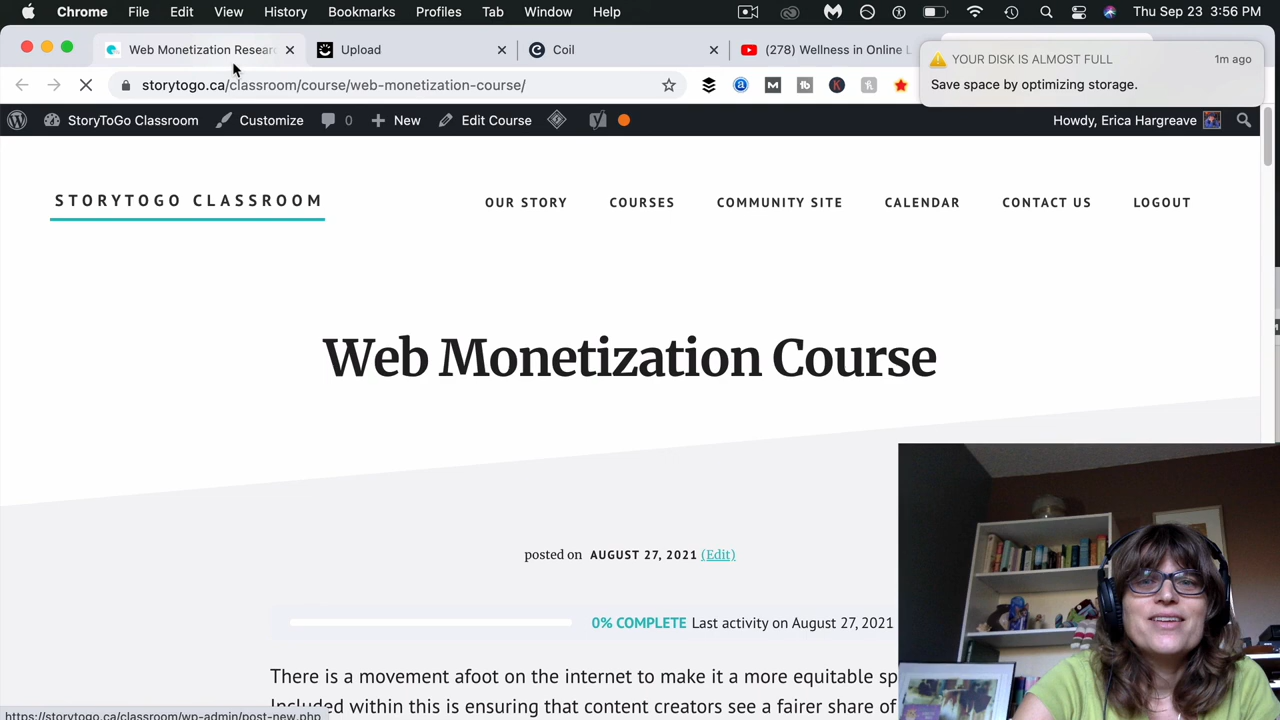 Chrome File Edit View History Bookmarks Profiles Tab Window Help Thu Sep 23 3:56 PM
Web Monetization Resear Upload Coil (278) Wellness in Online L
YOUR DISK IS ALMOST FULL 1m ago
Save space by optimizing storage.
storytogo.ca/classroom/course/web-monetization-course/
StoryToGo Classroom Customize 0 New Edit Course Howdy, Erica Hargreave
STORYTOGO CLASSROOM
OUR STORY COURSES COMMUNITY SITE CALENDAR CONTACT US LOGOUT
Web Monetization Course
posted on AUGUST 27, 2021 (Edit)
0% COMPLETE Last activity on August 27, 2021
There is a movement afoot on the internet to make it a more equitable sp
Included within this is ensuring that content creators see a fairer share of
https://storytogo.ca/classroom/wp-admin/post-new.php